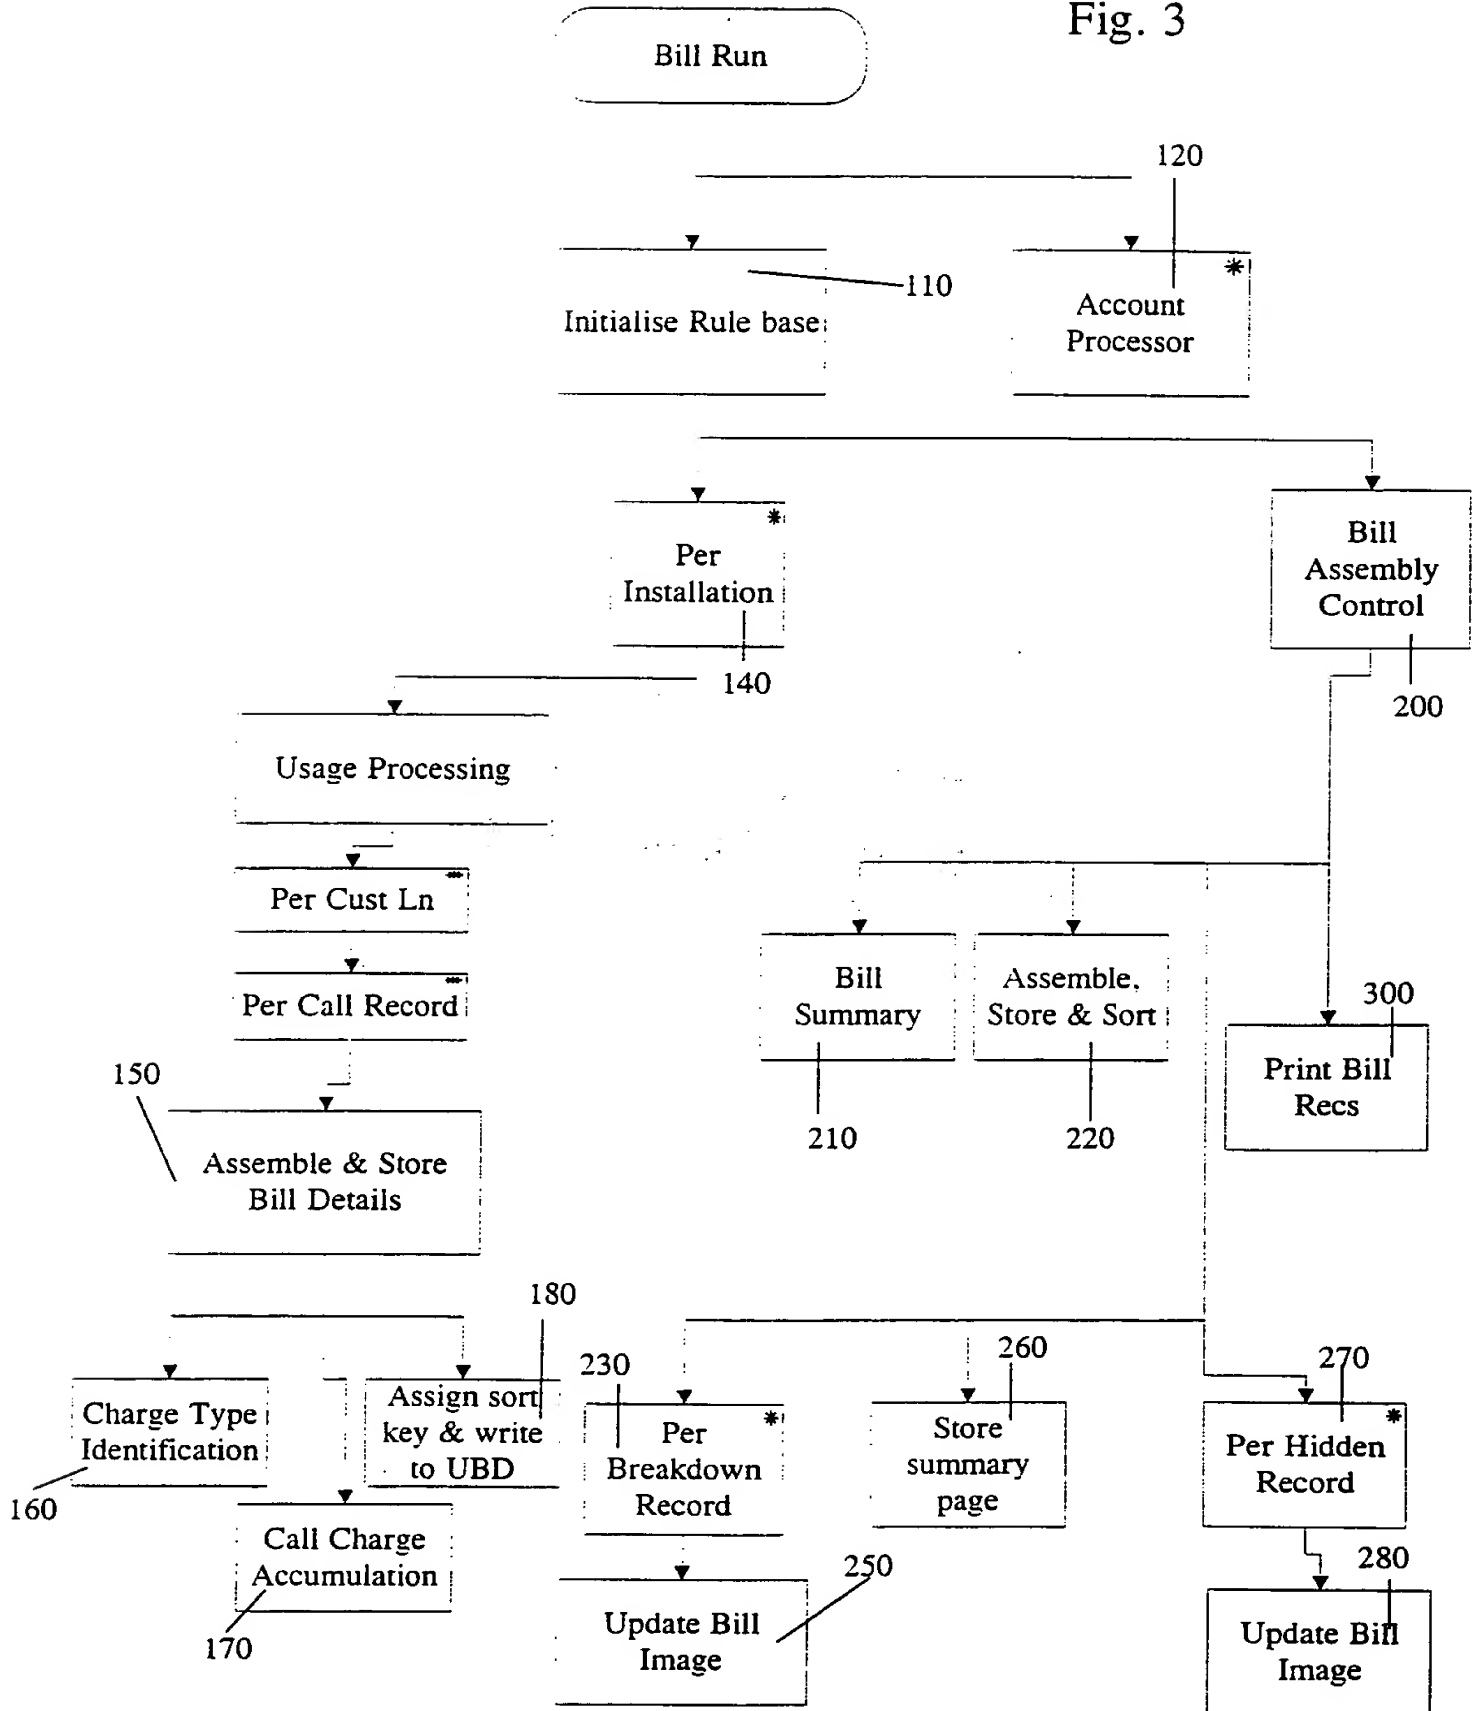 Fig. 3
Bill Run
120
*
110
Initialise Rule base
Account
Processor
*
Per
Installation
140
Bill
Assembly
Control
200
Usage Processing
Per Cust Ln
Per Call Record
150
Assemble & Store
Bill Details
Bill
Summary
210
Assemble,
Store & Sort
220
300
Print Bill
Recs
180
Charge Type
Identification
160
Assign sort
key & write
to UBD
Call Charge
Accumulation
170
230
*
Per
Breakdown
Record
260
Store
summary
page
270
*
Per Hidden
Record
250
Update Bill
Image
280
Update Bill
Image